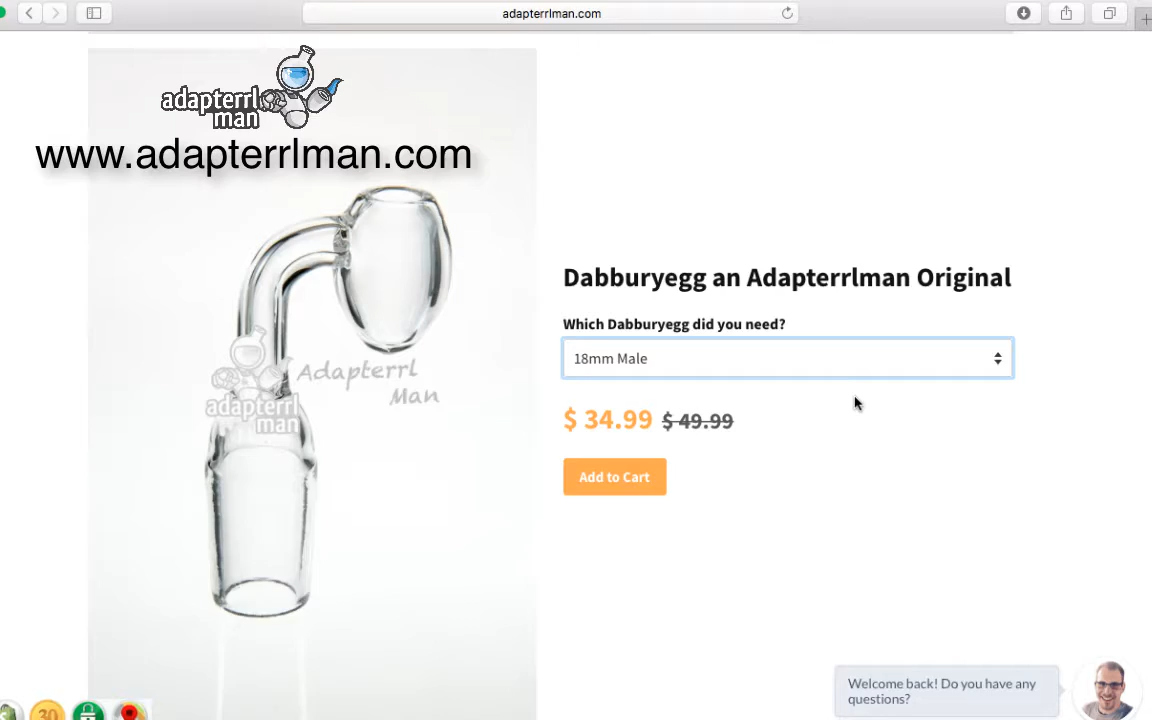 adapterrlman.com
adapterrl
man
www.adapterrlman.com
Dabburyegg an Adapterrlman Original
Which Dabburyegg did you need?
18mm Male
$ 34.99 $ 49.99
Add to Cart
Adapterrl
Man
adapterrl
man
Welcome back! Do you have any
questions?
30